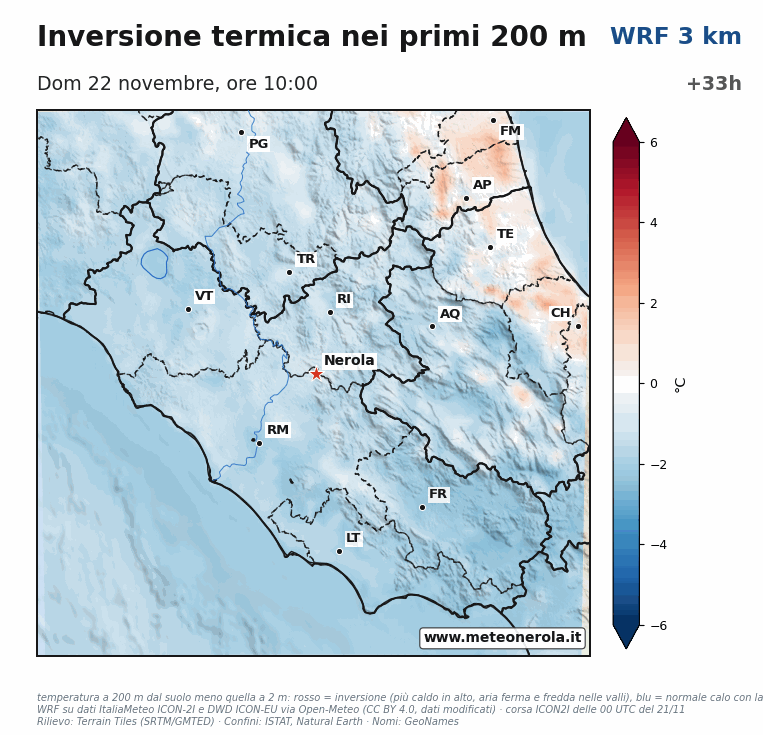 Inversione termica nei primi 200 m
WRF 3 km
Dom 22 novembre, ore 10:00
+33h
PG
FM
AP
TE
TR
VT
RI
AQ
CH
Nerola
RM
FR
LT
www.meteonerola.it
6
4
2
0
−2
−4
−6
°C
temperatura a 200 m dal suolo meno quella a 2 m: rosso = inversione (più caldo in alto, aria ferma e fredda nelle valli), blu = normale calo con la
WRF su dati ItaliaMeteo ICON-2I e DWD ICON-EU via Open-Meteo (CC BY 4.0, dati modificati) · corsa ICON2I delle 00 UTC del 21/11
Rilievo: Terrain Tiles (SRTM/GMTED) · Confini: ISTAT, Natural Earth · Nomi: GeoNames